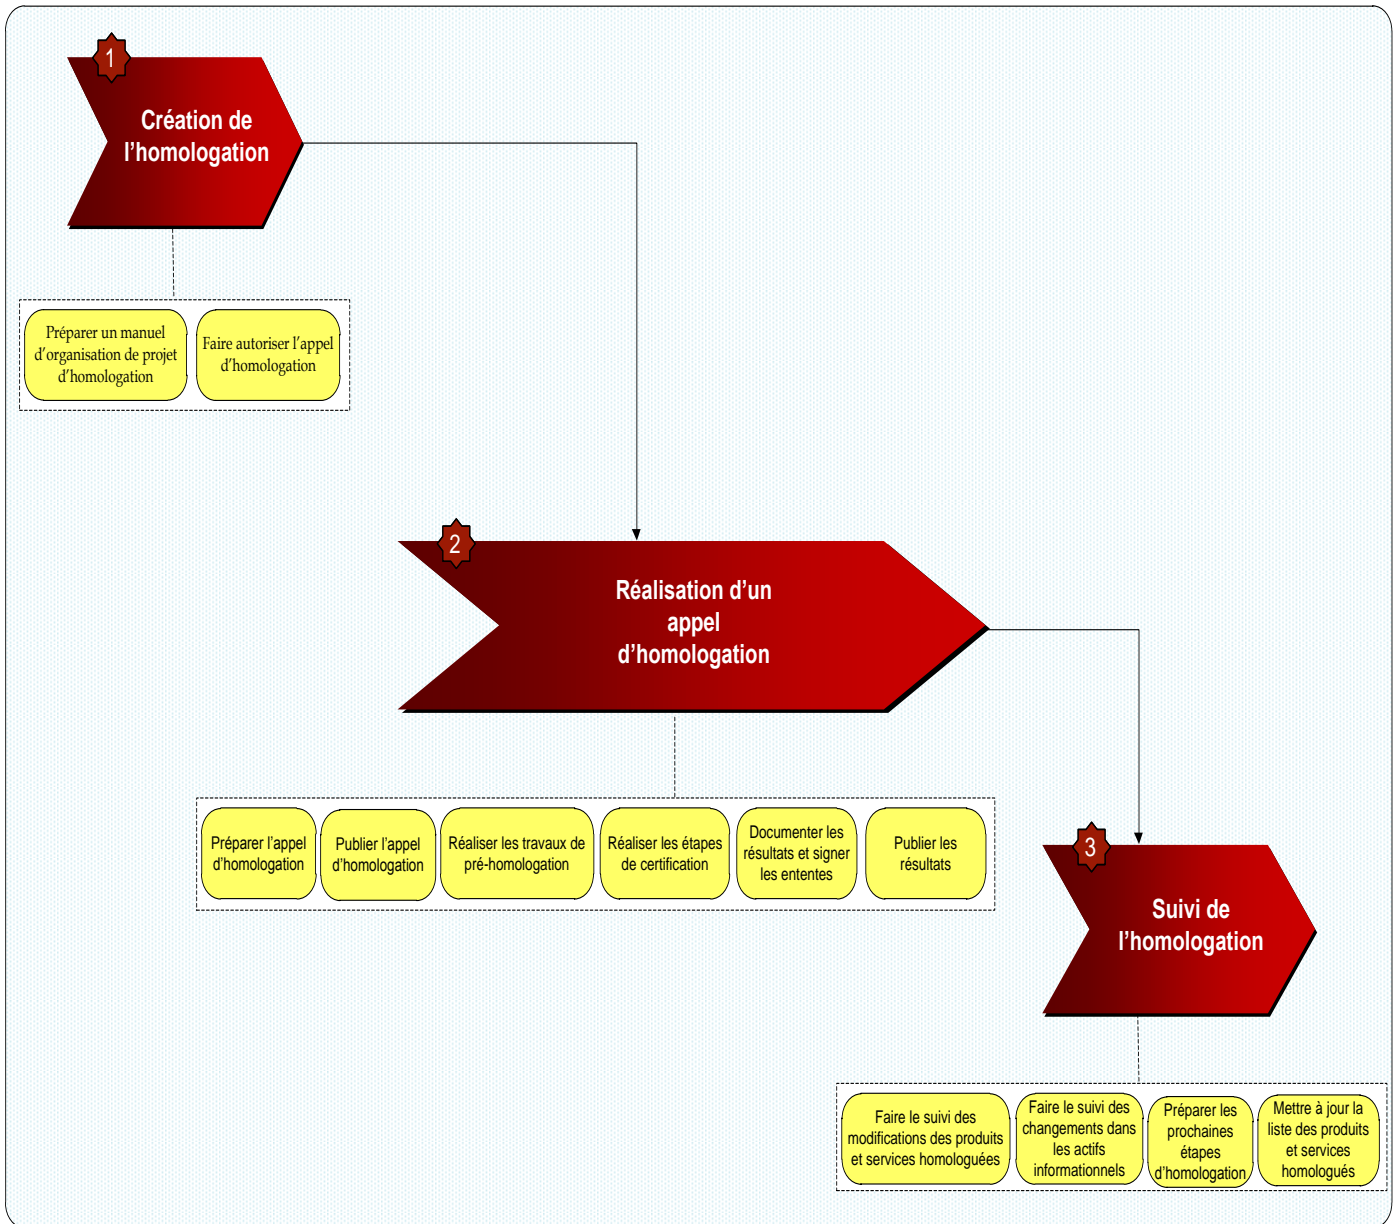 1
Création de
l'homologation
Préparer un manuel
d'organisation de projet
d'homologation
Faire autoriser l'appel
d'homologation
2
Réalisation d'un
appel
d'homologation
Préparer l'appel
d'homologation
Publier l'appel
d'homologation
Réaliser les travaux de
pré-homologation
Réaliser les étapes
de certification
Documenter les
résultats et signer
les ententes
Publier les
résultats
3
Suivi de
l'homologation
Faire le suivi des
modifications des produits
et services homologuées
Faire le suivi des
changements dans
les actifs
informationnels
Préparer les
prochaines
étapes
d'homologation
Mettre à jour la
liste des produits
et services
homologués